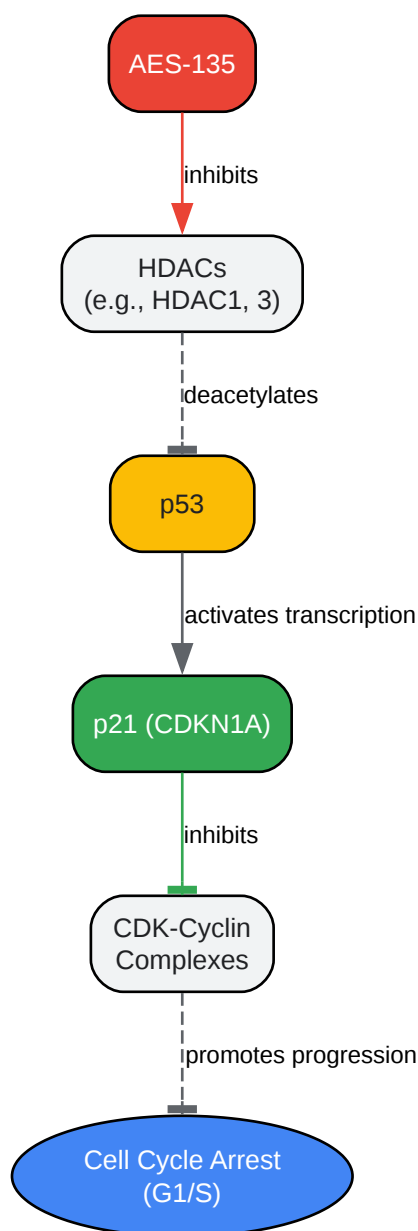 AES-135
inhibits
HDACs
(e.g., HDAC1, 3)
deacetylates
p53
activates transcription
p21 (CDKN1A)
inhibits
CDK-Cyclin
Complexes
promotes progression
Cell Cycle Arrest
(G1/S)